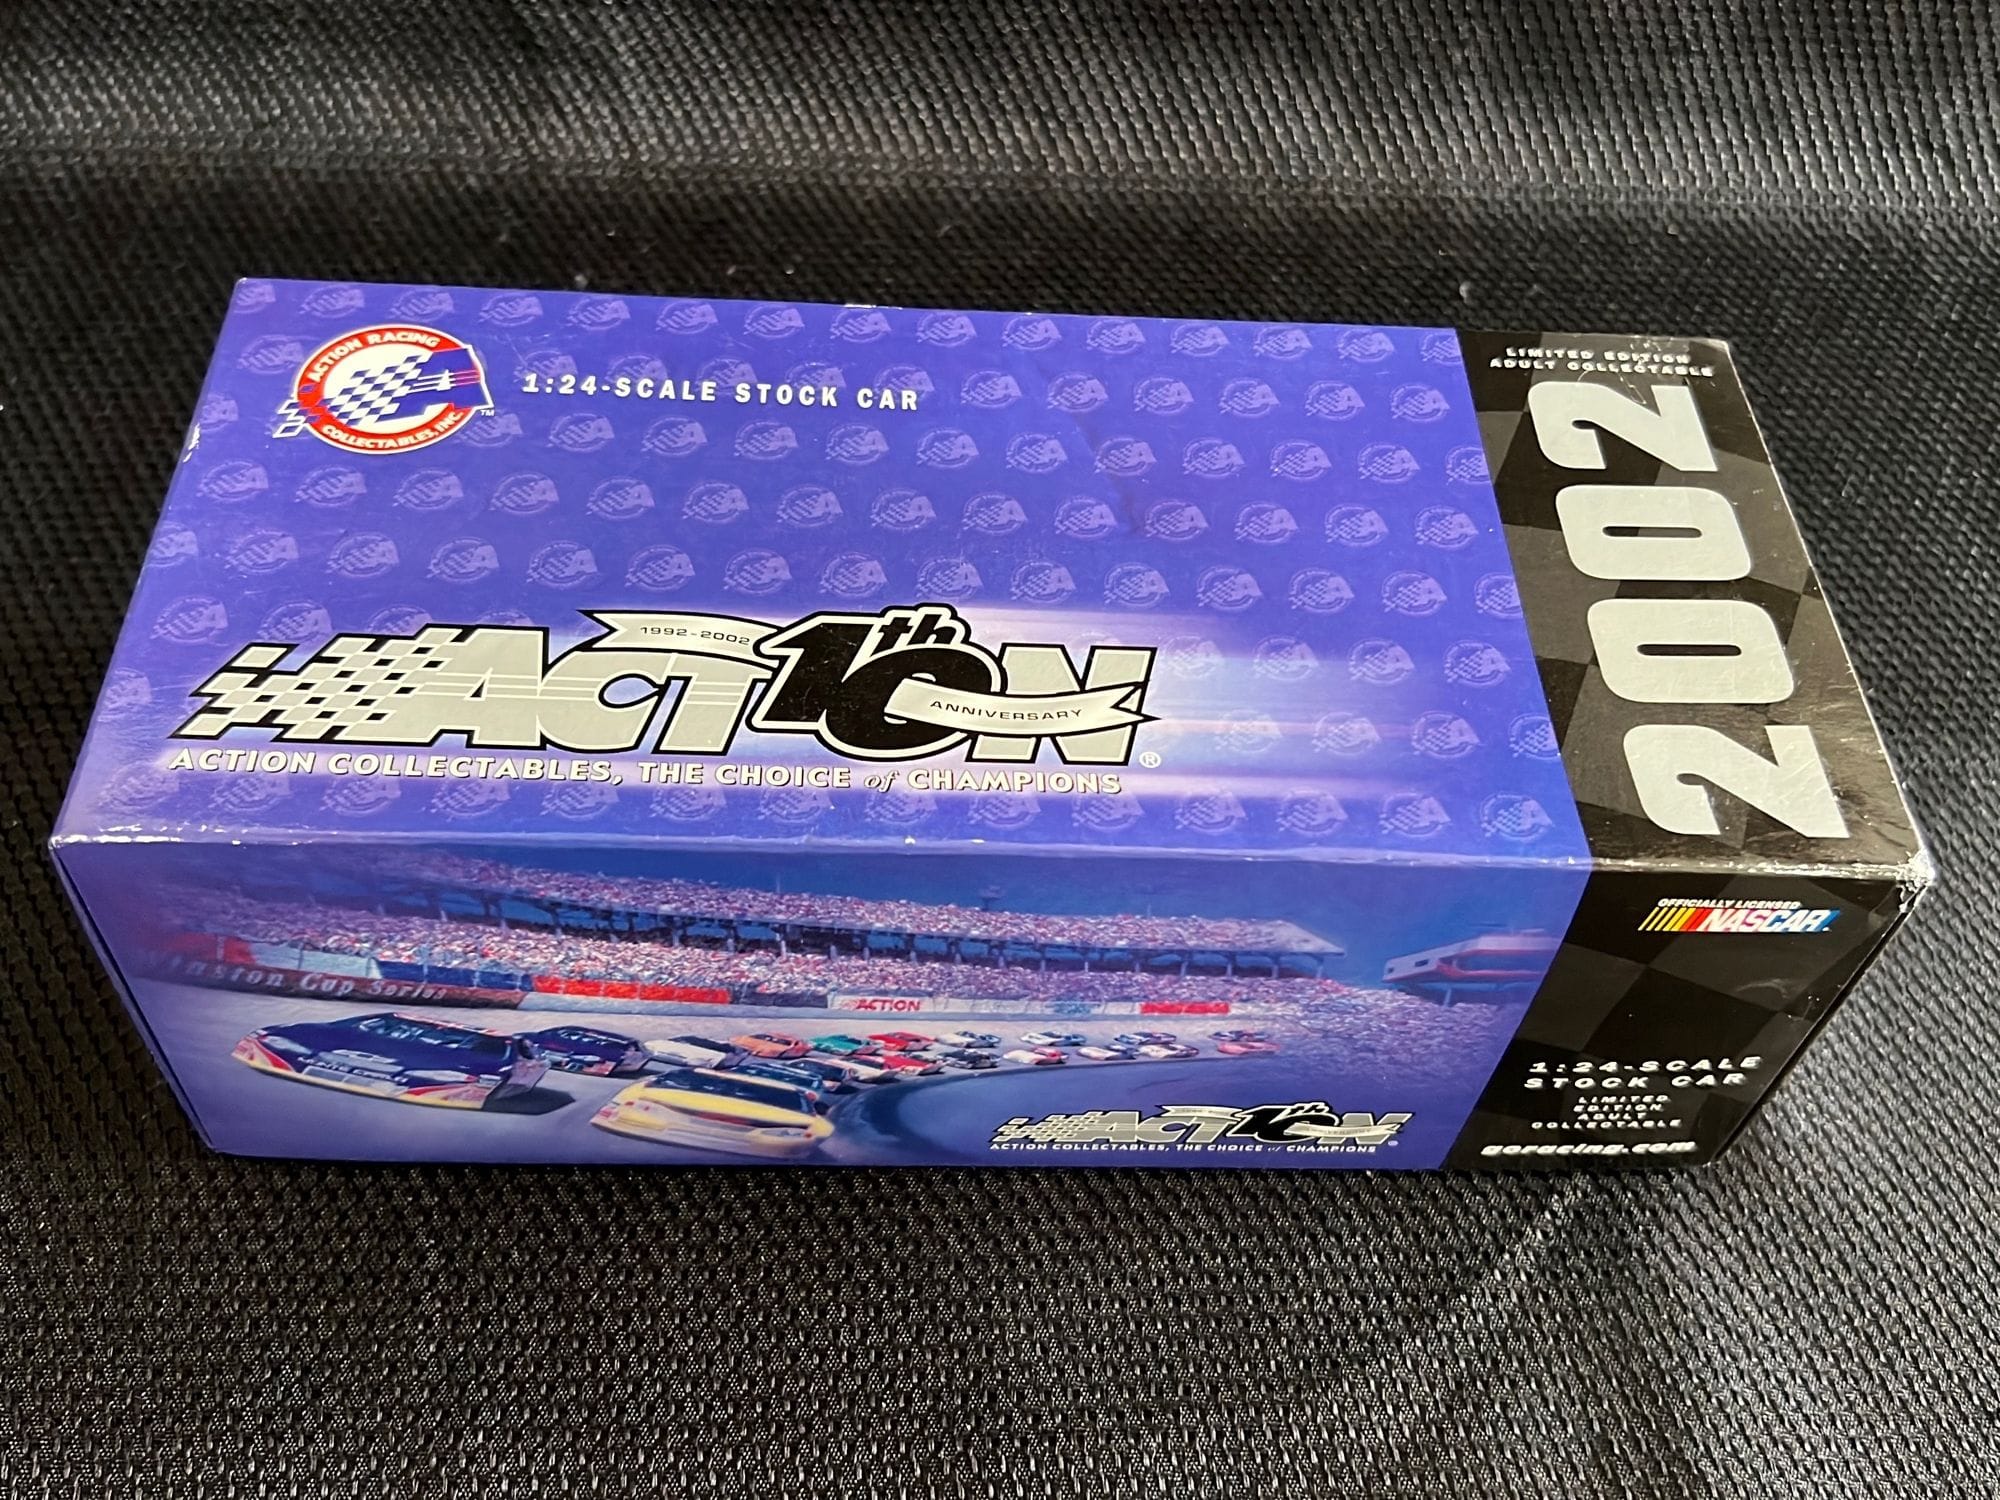 ACTION RACING
COLLECTABLES, INC.
™
1:24-SCALE STOCK CAR
1992-2002
ACTION
10th
ANNIVERSARY
®
ACTION COLLECTABLES, THE CHOICE of CHAMPIONS
LIMITED EDITION
ADULT COLLECTABLE
2002
OFFICIALLY LICENSED
NASCAR.
Winston Cup Series
ACTION
1:24-SCALE
STOCK CAR
LIMITED
EDITION
ADULT
COLLECTABLE
goracing.com
ACTION
10th
®
ACTION COLLECTABLES, THE CHOICE of CHAMPIONS